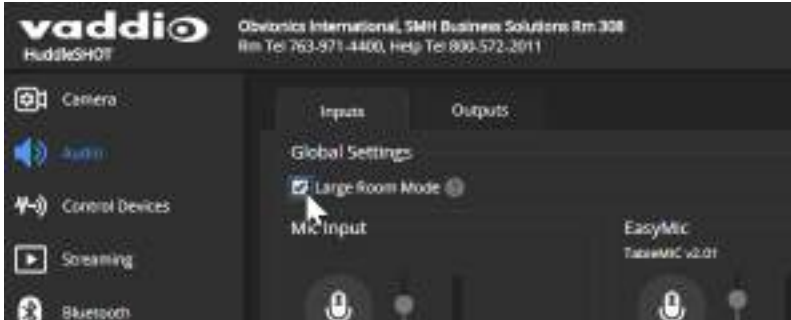 vaddio
HuddleSHOT
Obvionics International, SMH Business Solutions Rm 308
Rm Tel 763-971-4400, Help Tel 800-572-2011
Camera
Audio
Control Devices
Streaming
Bluetooth
Inputs
Outputs
Global Settings
Large Room Mode
Mic Input
EasyMic
TableMIC v2.01